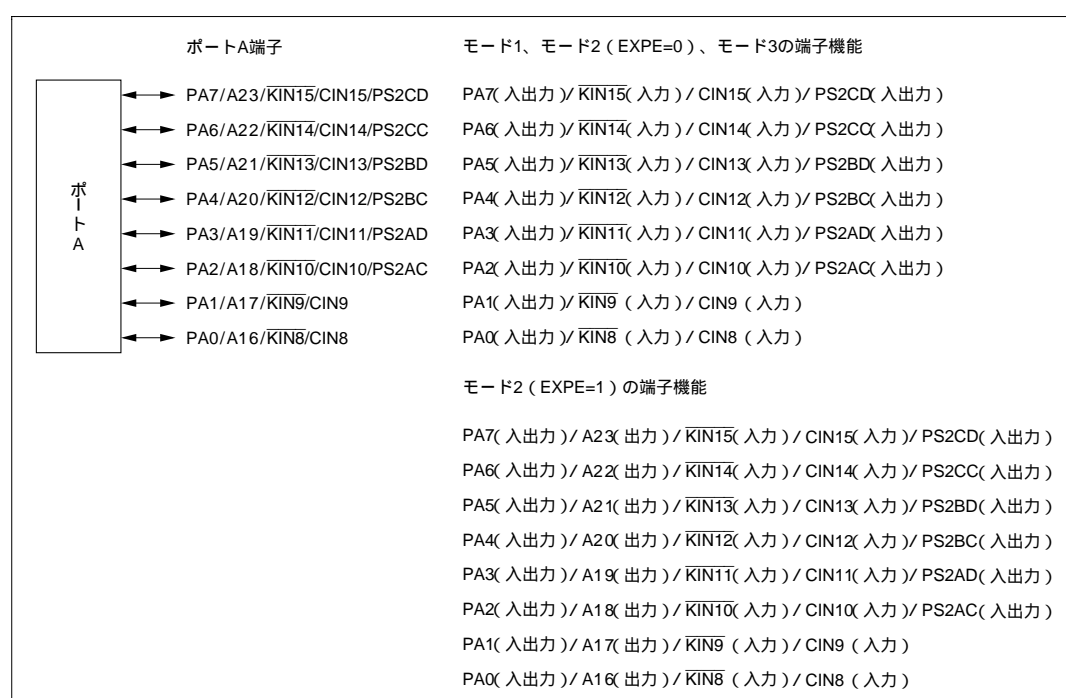 ポートA端子
PA7/A23/KIN15/CIN15/PS2CD
PA6/A22/KIN14/CIN14/PS2CC
PA5/A21/KIN13/CIN13/PS2BD
PA4/A20/KIN12/CIN12/PS2BC
PA3/A19/KIN11/CIN11/PS2AD
PA2/A18/KIN10/CIN10/PS2AC
PA1/A17/KIN9/CIN9
PA0/A16/KIN8/CIN8
ポートA
モード1、モード2(EXPE=0)、モード3の端子機能
PA7(入出力)/KIN15(入力)/CIN15(入力)/PS2CD(入出力)
PA6(入出力)/KIN14(入力)/CIN14(入力)/PS2CC(入出力)
PA5(入出力)/KIN13(入力)/CIN13(入力)/PS2BD(入出力)
PA4(入出力)/KIN12(入力)/CIN12(入力)/PS2BC(入出力)
PA3(入出力)/KIN11(入力)/CIN11(入力)/PS2AD(入出力)
PA2(入出力)/KIN10(入力)/CIN10(入力)/PS2AC(入出力)
PA1(入出力)/KIN9(入力)/CIN9(入力)
PA0(入出力)/KIN8(入力)/CIN8(入力)
モード2(EXPE=1)の端子機能
PA7(入出力)/A23(出力)/KIN15(入力)/CIN15(入力)/PS2CD(入出力)
PA6(入出力)/A22(出力)/KIN14(入力)/CIN14(入力)/PS2CC(入出力)
PA5(入出力)/A21(出力)/KIN13(入力)/CIN13(入力)/PS2BD(入出力)
PA4(入出力)/A20(出力)/KIN12(入力)/CIN12(入力)/PS2BC(入出力)
PA3(入出力)/A19(出力)/KIN11(入力)/CIN11(入力)/PS2AD(入出力)
PA2(入出力)/A18(出力)/KIN10(入力)/CIN10(入力)/PS2AC(入出力)
PA1(入出力)/A17(出力)/KIN9(入力)/CIN9(入力)
PA0(入出力)/A16(出力)/KIN8(入力)/CIN8(入力)